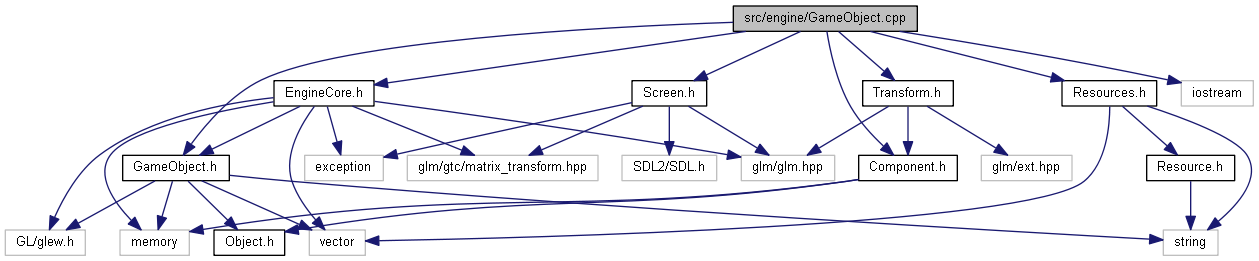 src/engine/GameObject.cpp
EngineCore.h
Screen.h
Transform.h
Resources.h
iostream
GameObject.h
exception
glm/gtc/matrix_transform.hpp
SDL2/SDL.h
glm/glm.hpp
Component.h
glm/ext.hpp
Resource.h
GL/glew.h
memory
Object.h
vector
string